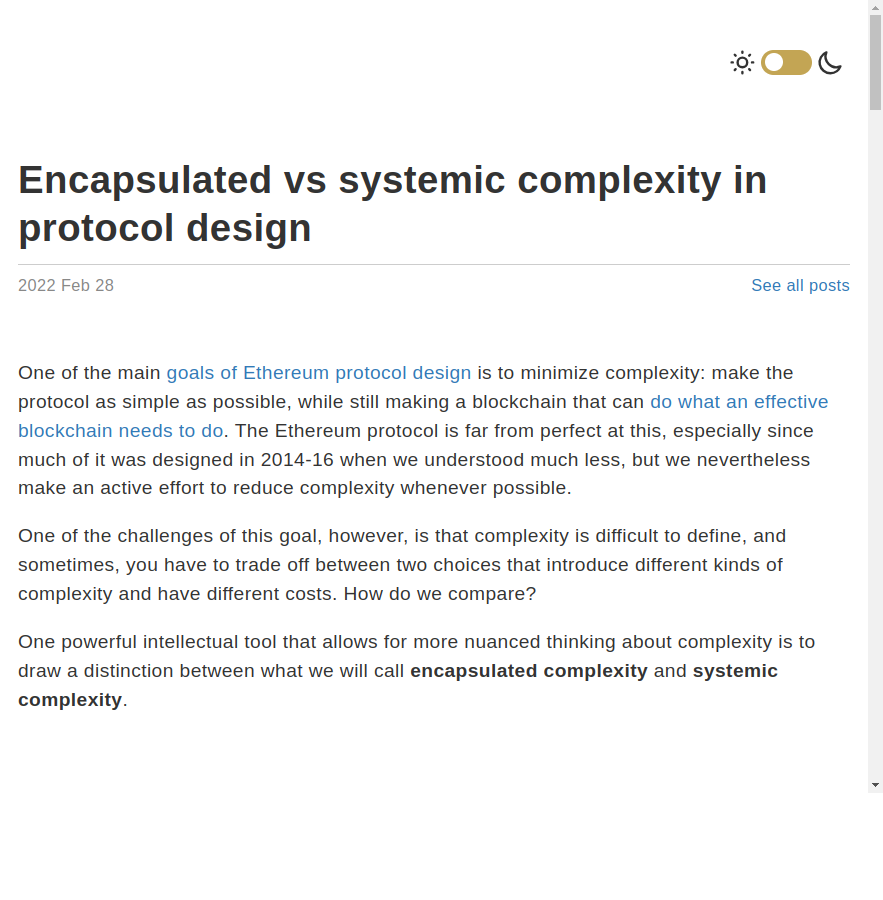 Encapsulated vs systemic complexity in
protocol design
2022 Feb 28
See all posts
One of the main goals of Ethereum protocol design is to minimize complexity: make the
protocol as simple as possible, while still making a blockchain that can do what an effective
blockchain needs to do. The Ethereum protocol is far from perfect at this, especially since
much of it was designed in 2014-16 when we understood much less, but we nevertheless
make an active effort to reduce complexity whenever possible.
One of the challenges of this goal, however, is that complexity is difficult to define, and
sometimes, you have to trade off between two choices that introduce different kinds of
complexity and have different costs. How do we compare?
One powerful intellectual tool that allows for more nuanced thinking about complexity is to
draw a distinction between what we will call encapsulated complexity and systemic
complexity.